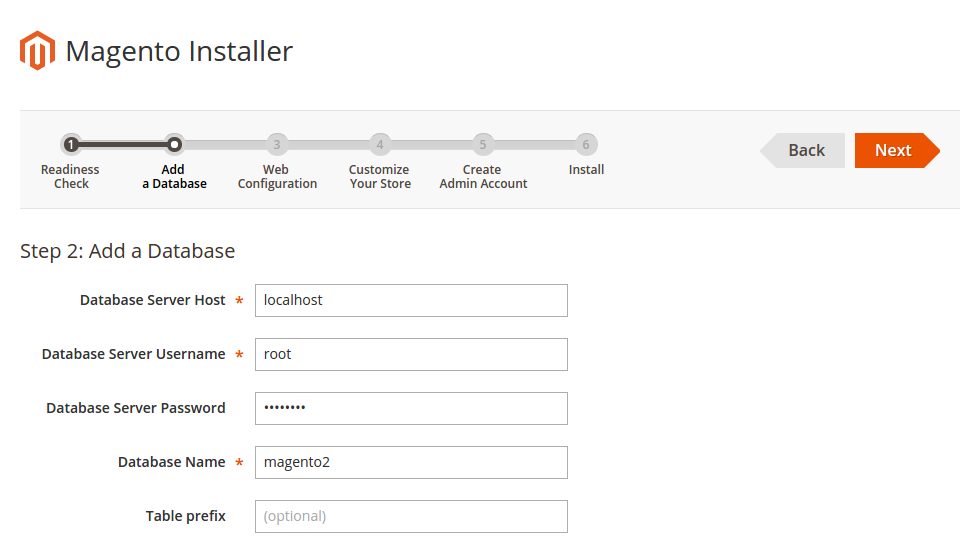 Magento Installer
1 3 4 5 6
Readiness Check
Add a Database
Web Configuration
Customize Your Store
Create Admin Account
Install
Back
Next
Step 2: Add a Database
Database Server Host * localhost
Database Server Username * root
Database Server Password ••••••••
Database Name * magento2
Table prefix (optional)